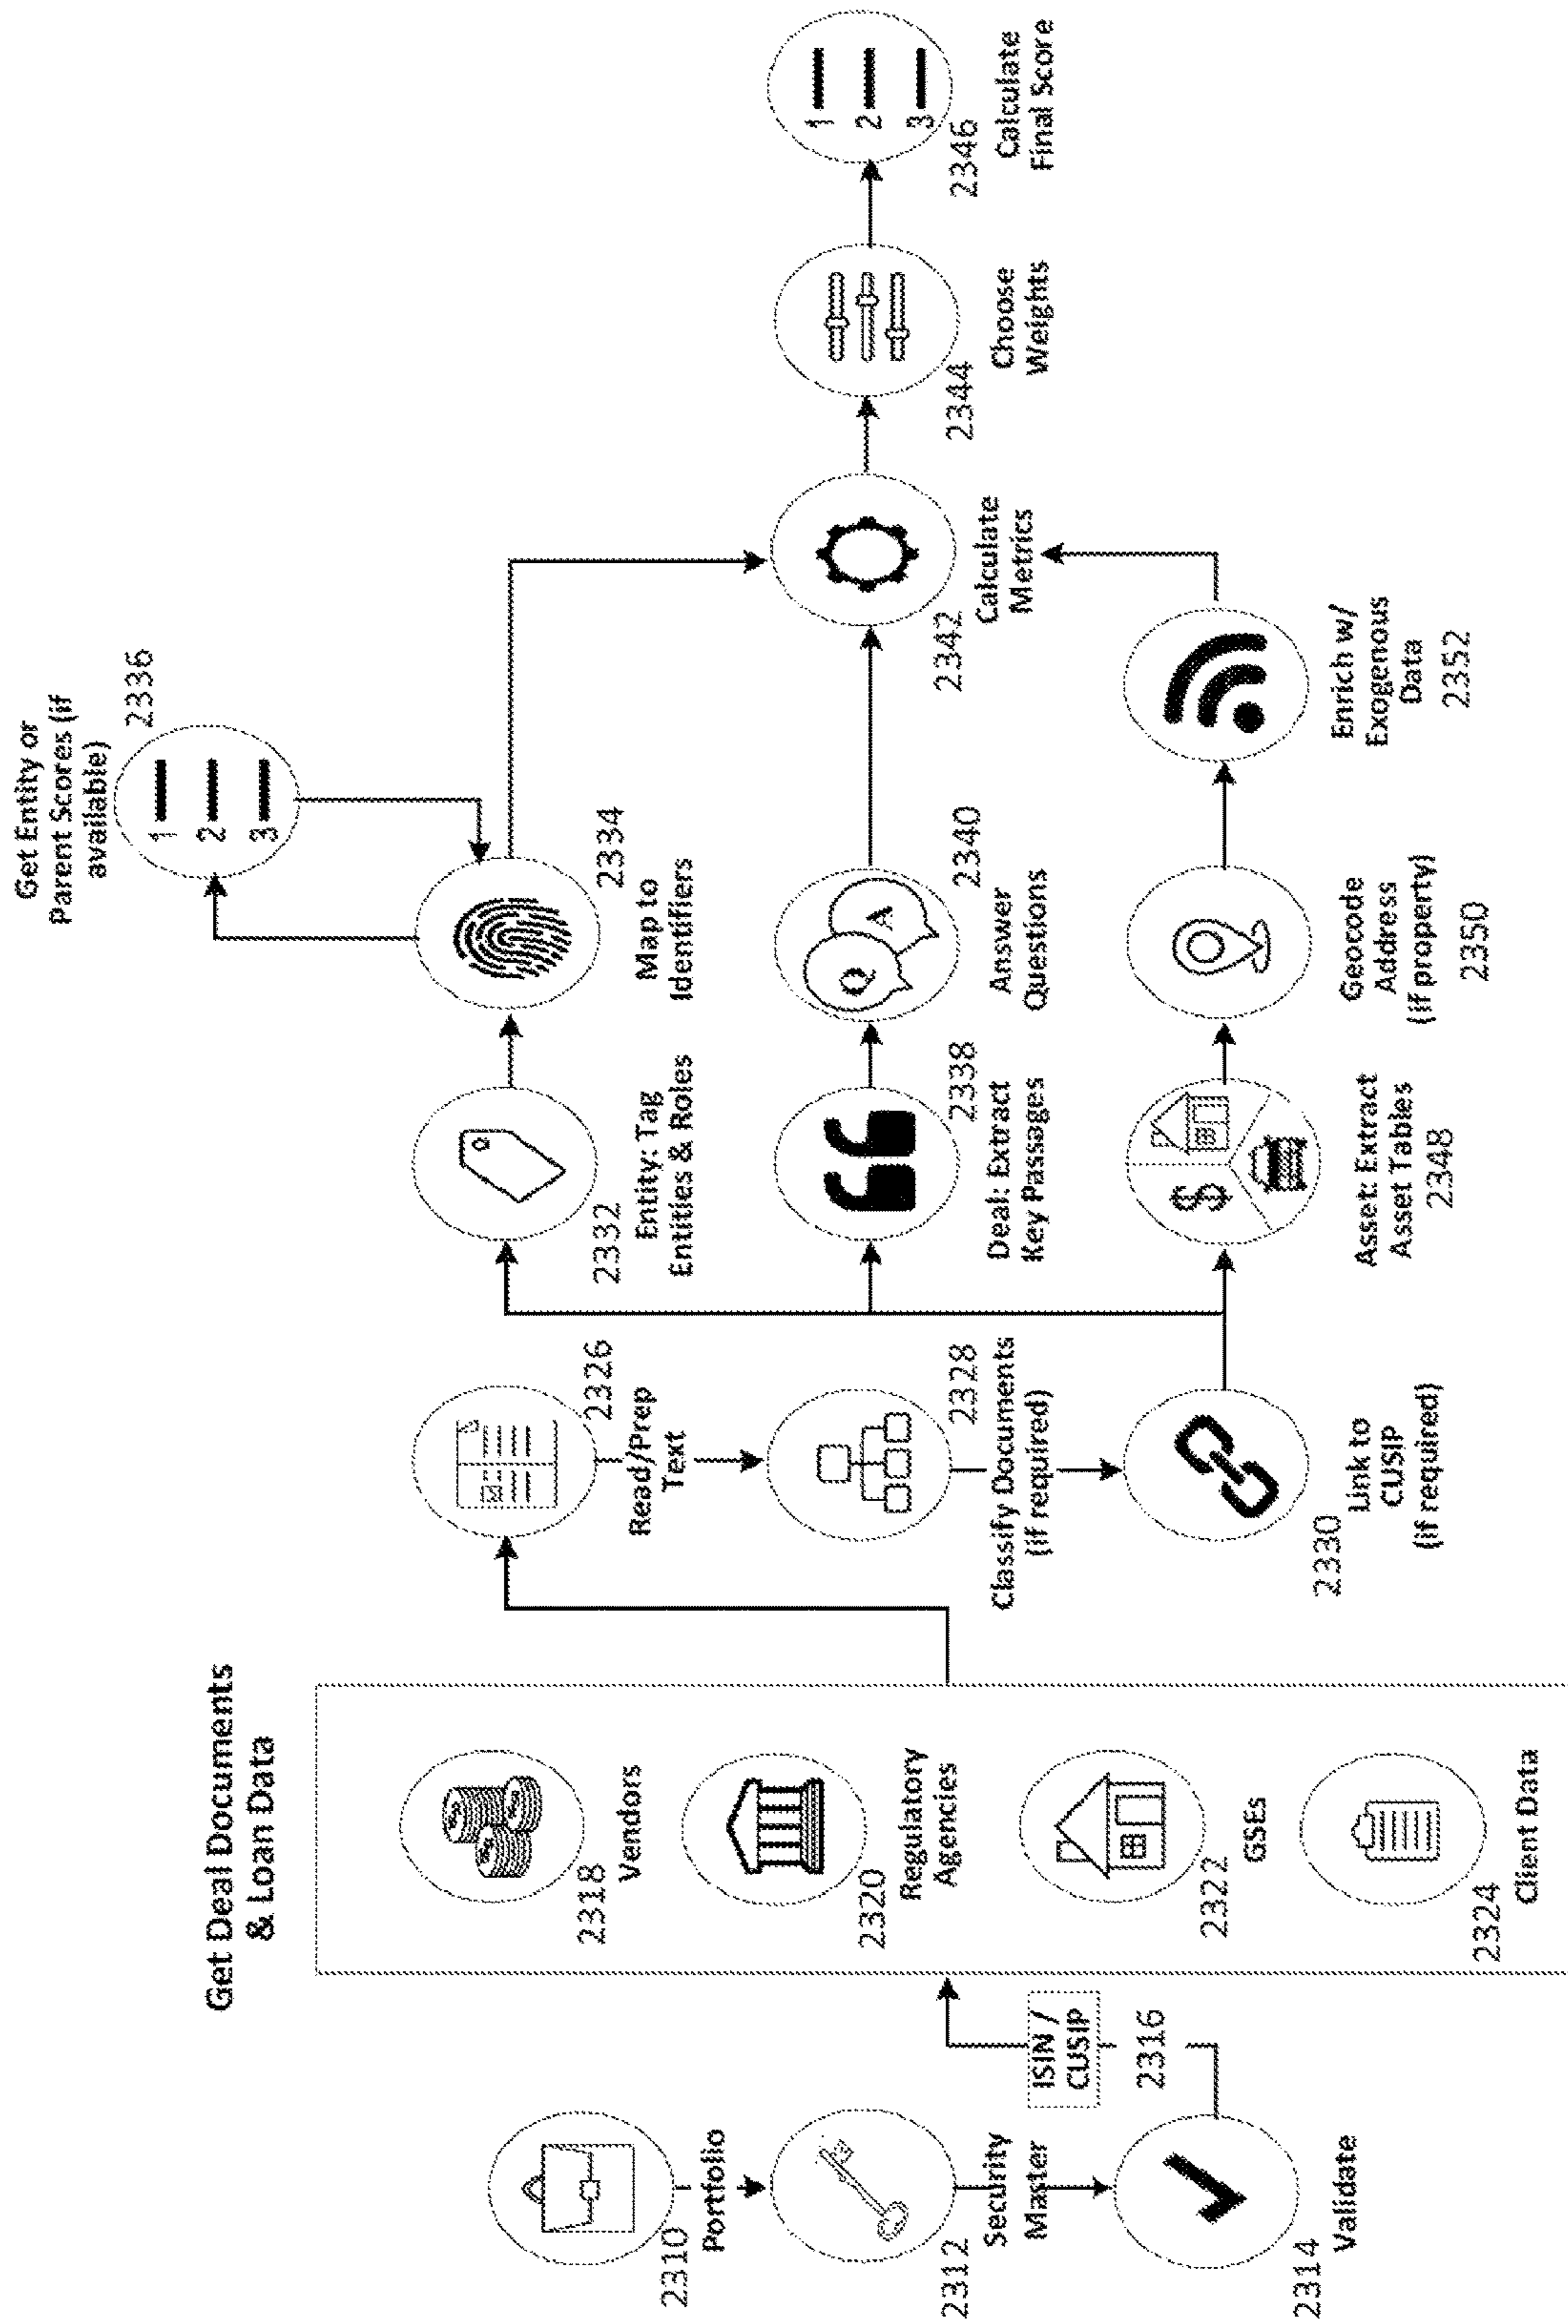 Get Deal Documents
& Loan Data
2310
Portfolio
2312
Security
Master
2314
Validate
ISIN /
CUSIP
2316
2318
Vendors
2320
Regulatory
Agencies
2322
GSEs
2324
Client Data
2326
Read/Prep
Text
2328
Classify Documents
(if required)
2330
Link to
CUSIP
(if required)
2332
Entity: Tag
Entities & Roles
2334
Map to
Identifiers
Get Entity or
Parent Scores (if
available)
2336
1
2
3
2338
Deal: Extract
Key Passages
Q
A
2340
Answer
Questions
$
Asset: Extract
Asset Tables
2348
Geocode
Address
(if property)
2350
Enrich w/
Exogenous
Data
2352
2342
Calculate
Metrics
2344
Choose
Weights
1
2
3
2346
Calculate
Final Score